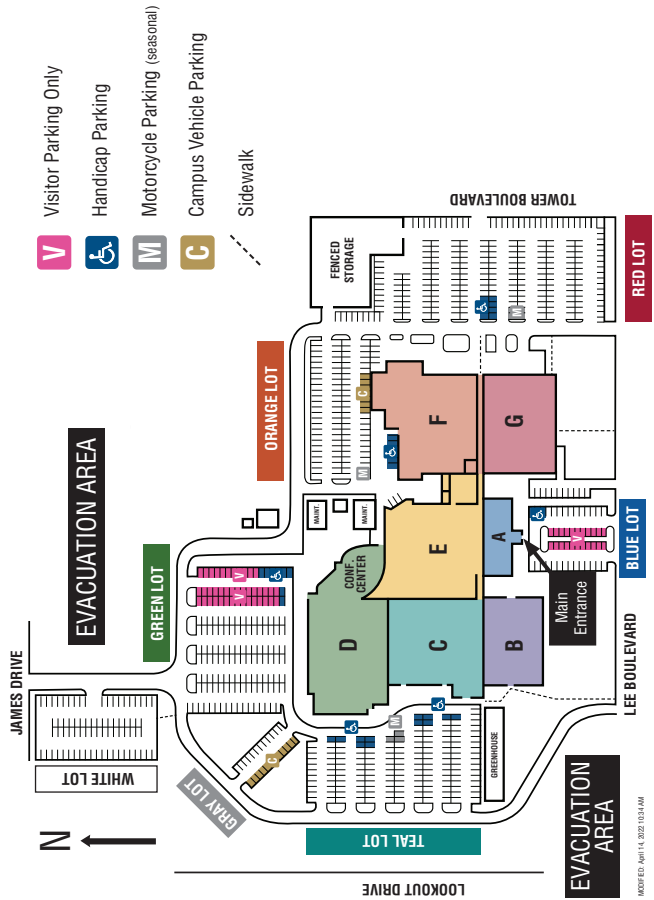 N
JAMES DRIVE
WHITE LOT
EVACUATION AREA
V Visitor Parking Only
Handicap Parking
M Motorcycle Parking (seasonal)
C Campus Vehicle Parking
Sidewalk
GREEN LOT
ORANGE LOT
GRAY LOT
C
V
V
FENCED
STORAGE
MAINT.
MAINT.
M
C
TEAL LOT
M
D
CONF.
CENTER
E
F
C
A
G
B
M
GREENHOUSE
Main
Entrance
V
LOOKOUT DRIVE
TOWER BOULEVARD
LEE BOULEVARD
BLUE LOT
RED LOT
EVACUATION
AREA
MODIFIED: April 14, 2022 10:34 AM